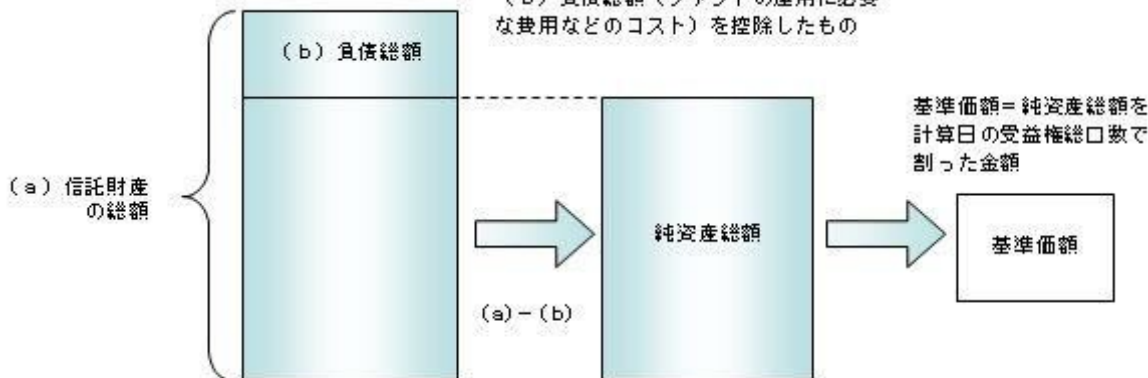 な費用などのコスト）を控除したもの
（ｂ）負債総額
基準価額＝純資産総額を
計算日の受益権総口数で
割った金額
（ａ）信託財産
の総額
純資産総額
基準価額
（ａ）－（ｂ）